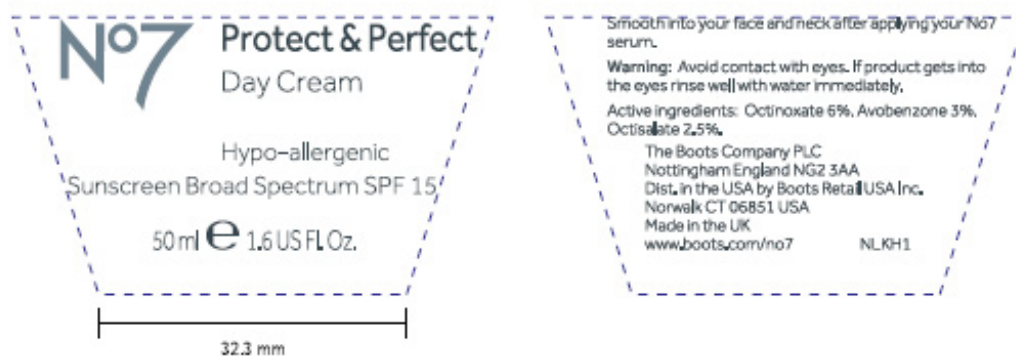 No7 Protect & Perfect
Day Cream
Hypo-allergenic
Sunscreen Broad Spectrum SPF 15
50 ml ℮ 1.6 US Fl. Oz.
32.3 mm
Smooth into your face and neck after applying your No7
serum.
Warning: Avoid contact with eyes. If product gets into
the eyes rinse well with water immediately.
Active ingredients: Octinoxate 6%, Avobenzone 3%,
Octisalate 2.5%.
The Boots Company PLC
Nottingham England NG2 3AA
Dist. in the USA by Boots Retail USA Inc.
Norwalk CT 06851 USA
Made in the UK
www.boots.com/no7 NLKH1